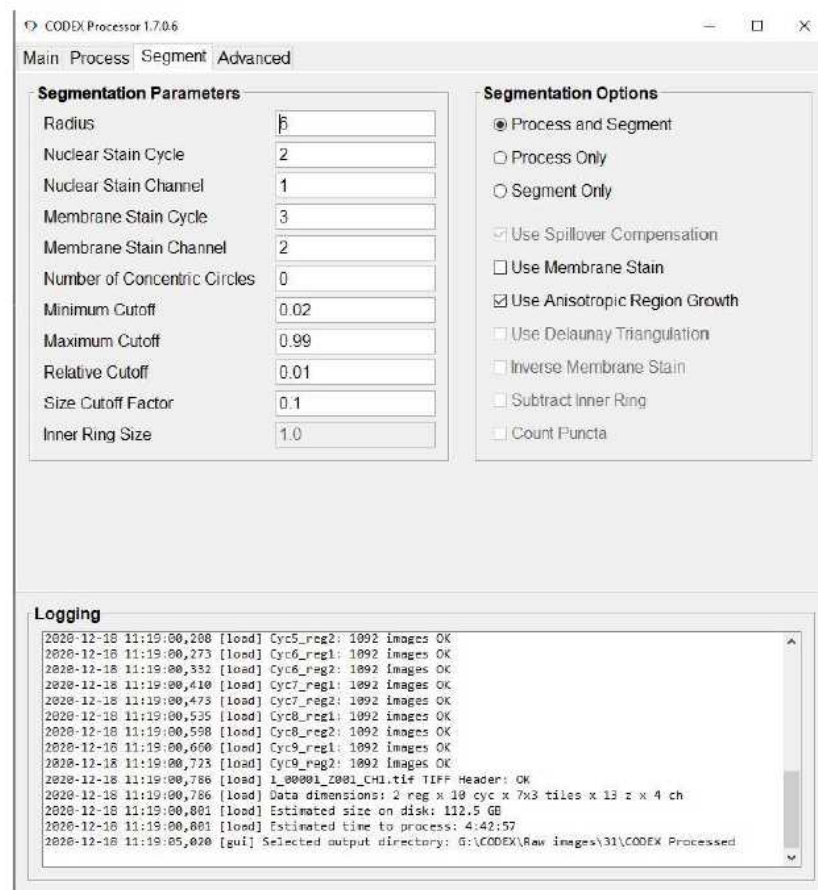 CODEX Processor 1.7.0.6
Main Process Segment Advanced
Segmentation Parameters
Radius 6
Nuclear Stain Cycle 2
Nuclear Stain Channel 1
Membrane Stain Cycle 3
Membrane Stain Channel 2
Number of Concentric Circles 0
Minimum Cutoff 0.02
Maximum Cutoff 0.99
Relative Cutoff 0.01
Size Cutoff Factor 0.1
Inner Ring Size 1.0
Segmentation Options
Process and Segment
Process Only
Segment Only
Use Spillover Compensation
Use Membrane Stain
Use Anisotropic Region Growth
Use Delaunay Triangulation
Inverse Membrane Stain
Subtract Inner Ring
Count Puncta
Logging
2020-12-18 11:19:00,208 [load] Cyc5_reg2: 1092 images OK
2020-12-18 11:19:00,273 [load] Cyc6_reg1: 1092 images OK
2020-12-18 11:19:00,332 [load] Cyc6_reg2: 1092 images OK
2020-12-18 11:19:00,410 [load] Cyc7_reg1: 1092 images OK
2020-12-18 11:19:00,473 [load] Cyc7_reg2: 1092 images OK
2020-12-18 11:19:00,535 [load] Cyc8_reg1: 1092 images OK
2020-12-18 11:19:00,598 [load] Cyc8_reg2: 1092 images OK
2020-12-18 11:19:00,660 [load] Cyc9_reg1: 1092 images OK
2020-12-18 11:19:00,723 [load] Cyc9_reg2: 1092 images OK
2020-12-18 11:19:00,786 [load] 1_00001_Z001_CH1.tif TIFF Header: OK
2020-12-18 11:19:00,786 [load] Data dimensions: 2 reg x 10 cyc x 7x3 tiles x 13 z x 4 ch
2020-12-18 11:19:00,801 [load] Estimated size on disk: 112.5 GB
2020-12-18 11:19:00,801 [load] Estimated time to process: 4:42:57
2020-12-18 11:19:05,020 [gui] Selected output directory: G:\CODEX\Raw images\31\CODEX Processed